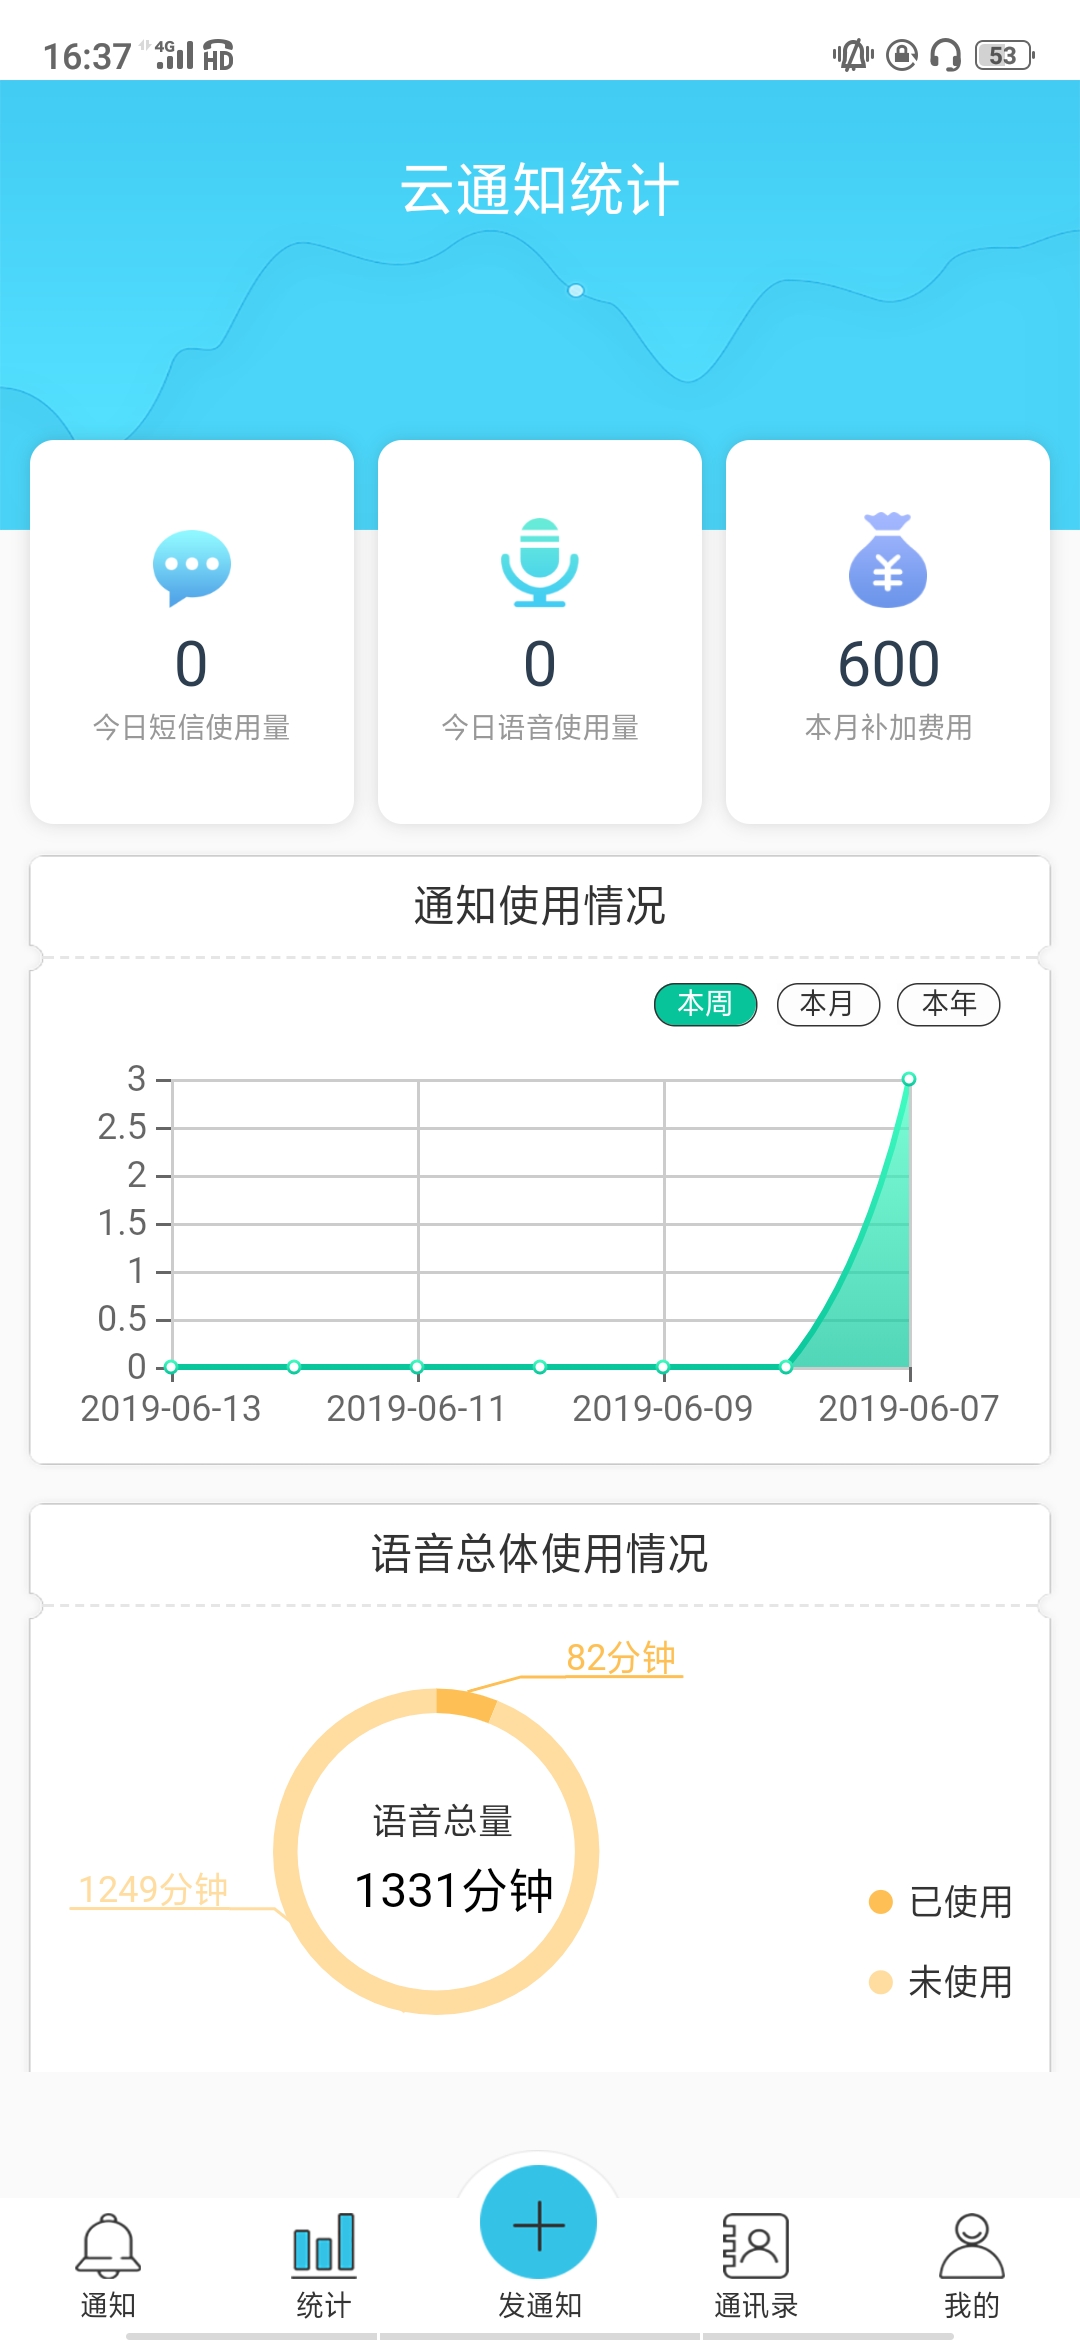 16:37 4G HD 53
云通知统计
0 0 600
今日短信使用量 今日语音使用量 本月补加费用
通知使用情况
本周 本月 本年
3
2.5
2
1.5
1
0.5
0
2019-06-13 2019-06-11 2019-06-09 2019-06-07
语音总体使用情况
82分钟
语音总量
1331分钟
1249分钟
已使用
未使用
通知 统计 发通知 通讯录 我的